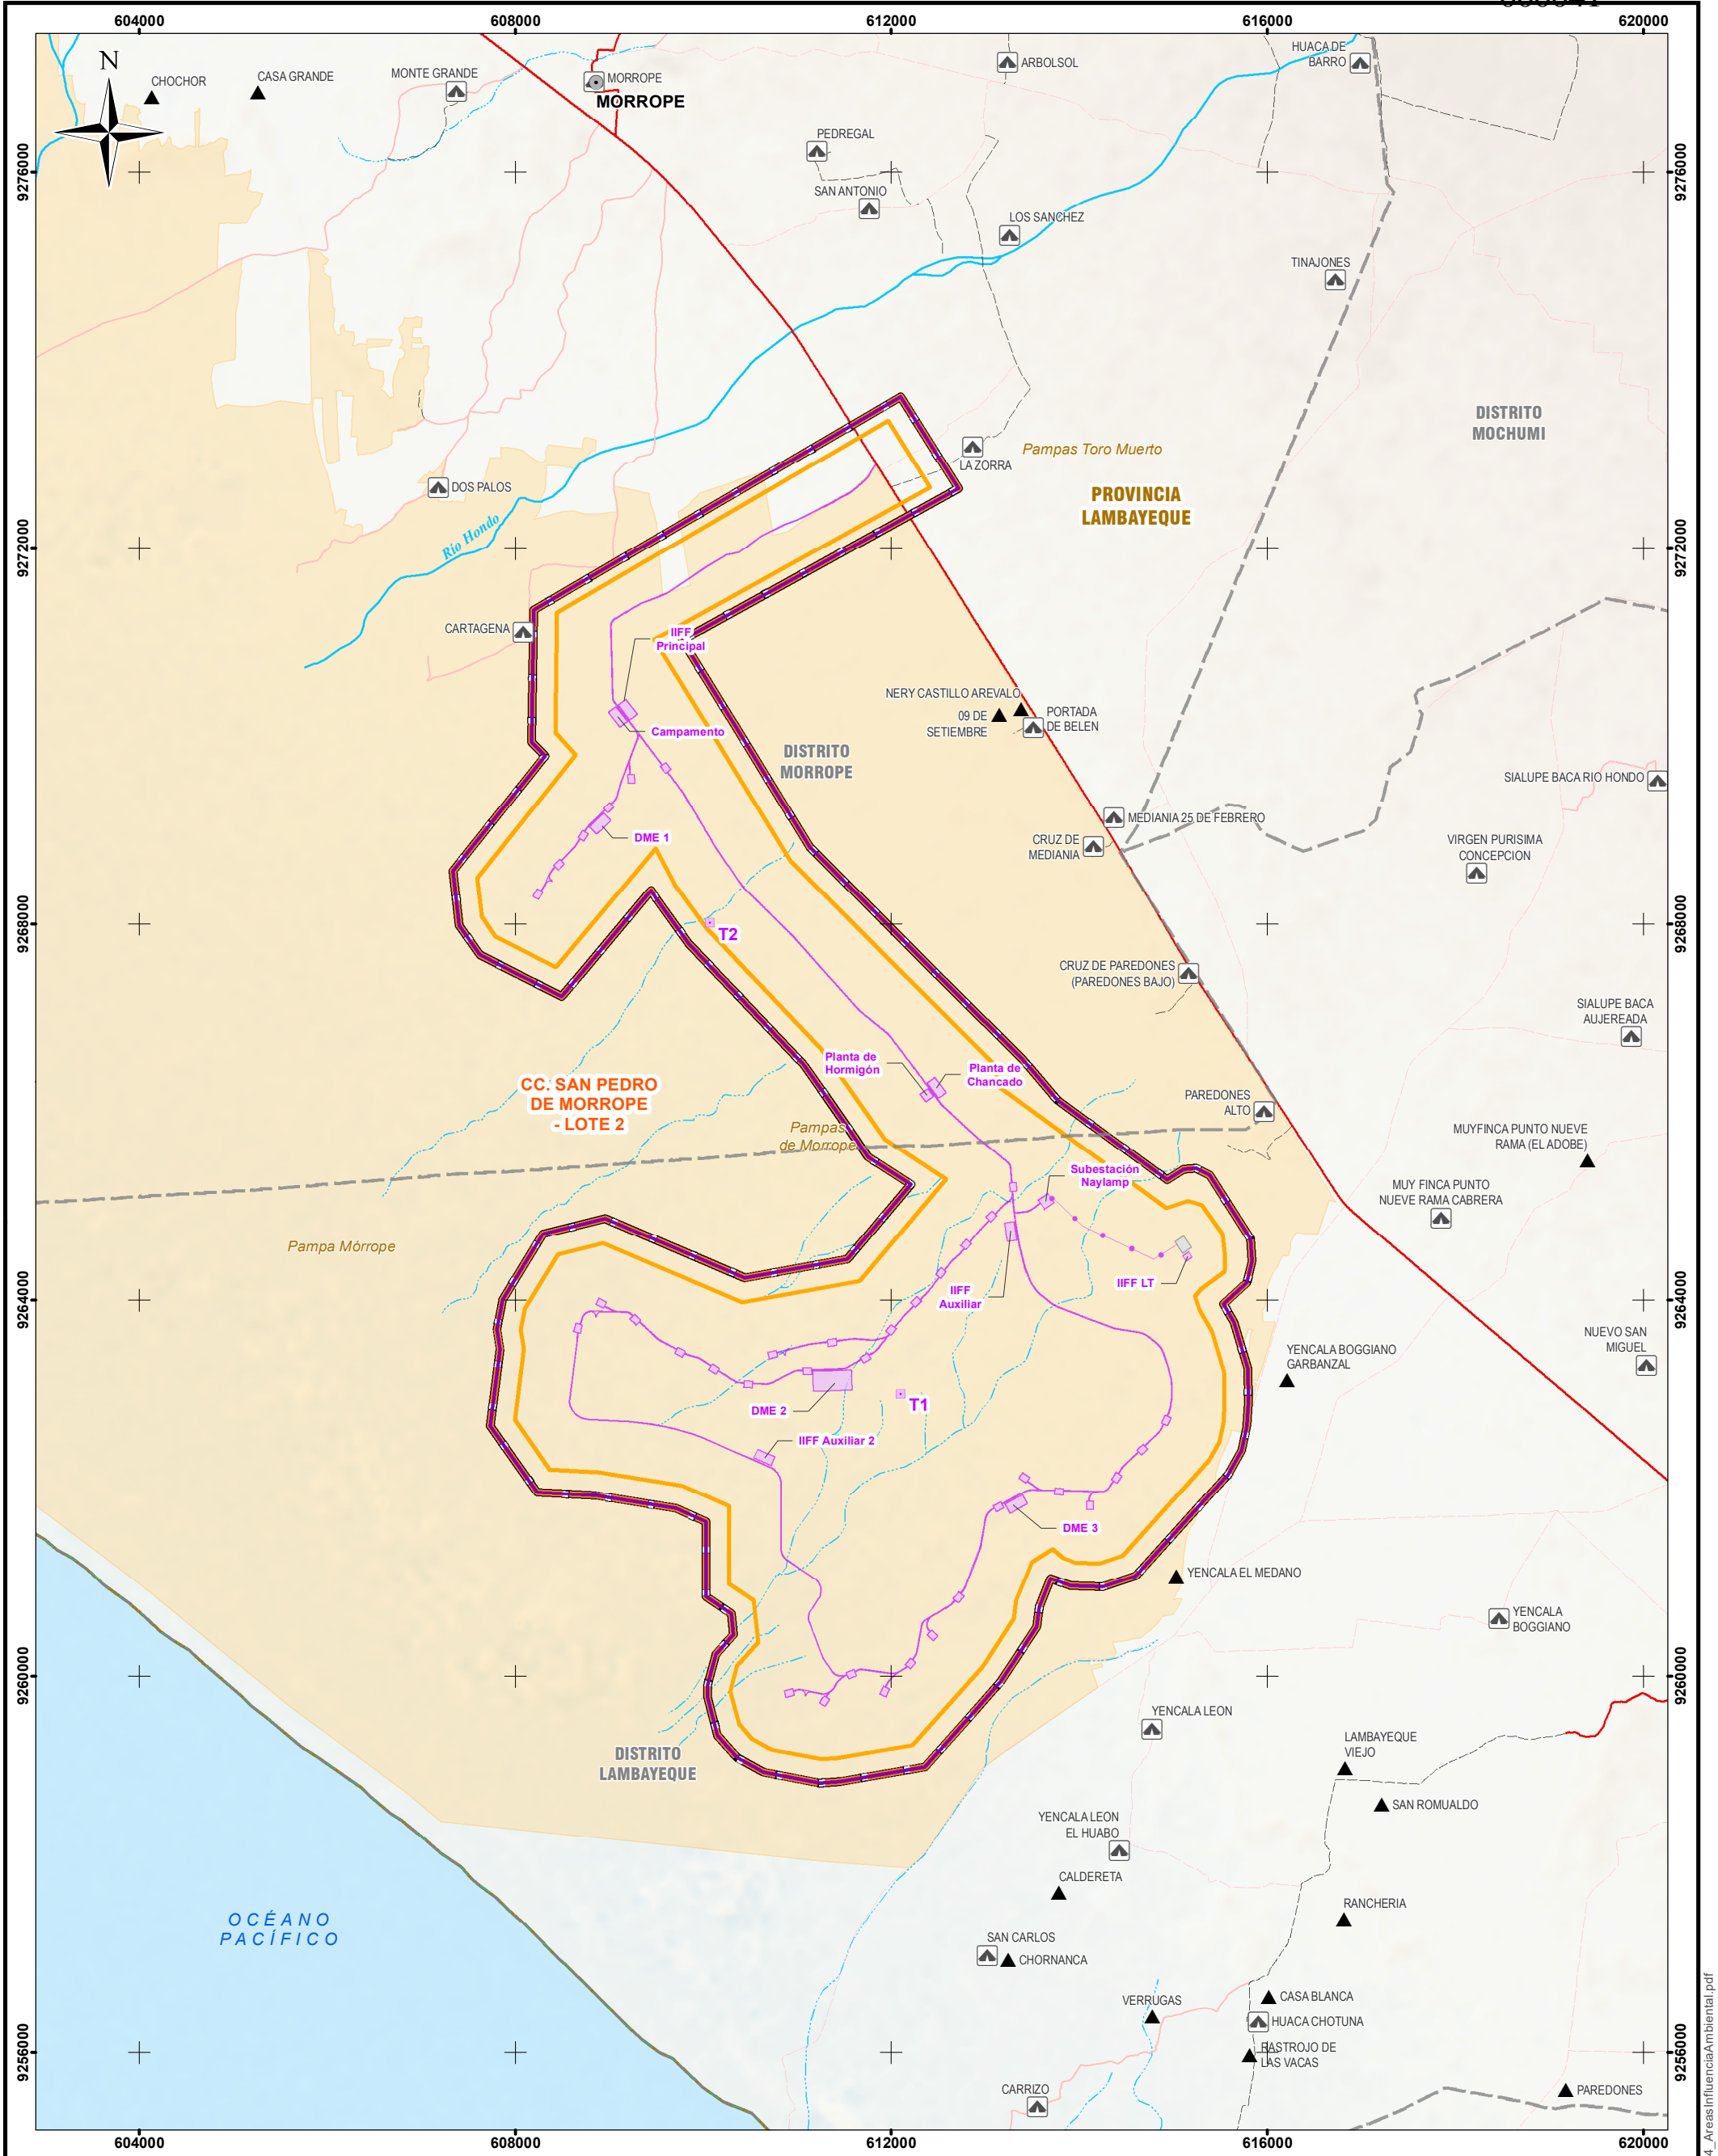 604000
608000
612000
616000
620000
N
CHOCHOR
CASA GRANDE
MONTE GRANDE
MORROPE
MORROPE
ARBOLSOL
HUACA DE
BARRO
PEDREGAL
SAN ANTONIO
LOS SANCHEZ
TINAJONES
9276000
9276000
DISTRITO
MOCHUMI
Pampas Toro Muerto
LA ZORRA
PROVINCIA
LAMBAYEQUE
DOS PALOS
Río Hondo
9272000
9272000
CARTAGENA
IIFF
Principal
Campamento
NERY CASTILLO AREVALO
09 DE
SETIEMBRE
PORTADA
DE BELEN
DISTRITO
MORROPE
SIALUPE BACA RIO HONDO
MEDIANIA 25 DE FEBRERO
CRUZ DE
MEDIANIA
VIRGEN PURISIMA
CONCEPCION
DME 1
9268000
9268000
T2
CRUZ DE PAREDONES
(PAREDONES BAJO)
SIALUPE BACA
AUJEREADA
Planta de
Hormigón
Planta de
Chancado
CC. SAN PEDRO
DE MORROPE
- LOTE 2
PAREDONES
ALTO
Pampas
de Morrope
MUYFINCA PUNTO NUEVE
RAMA (EL ADOBE)
Subestación
Naylamp
MUY FINCA PUNTO
NUEVE RAMA CABRERA
Pampa Mórrope
IIFF LT
IIFF
Auxiliar
9264000
9264000
NUEVO SAN
MIGUEL
YENCALA BOGGIANO
GARBANZAL
DME 2
T1
IIFF Auxiliar 2
DME 3
YENCALA EL MEDANO
YENCALA
BOGGIANO
9260000
9260000
YENCALA LEON
LAMBAYEQUE
VIEJO
DISTRITO
LAMBAYEQUE
SAN ROMUALDO
YENCALA LEON
EL HUABO
CALDERETA
RANCHERIA
OCÉANO
PACÍFICO
SAN CARLOS
CHORNANCA
CASA BLANCA
VERRUGAS
HUACA CHOTUNA
RASTROJO DE
LAS VACAS
9256000
9256000
CARRIZO
PAREDONES
4_AreasInfluenciaAmbiental.pdf
604000
608000
612000
616000
620000